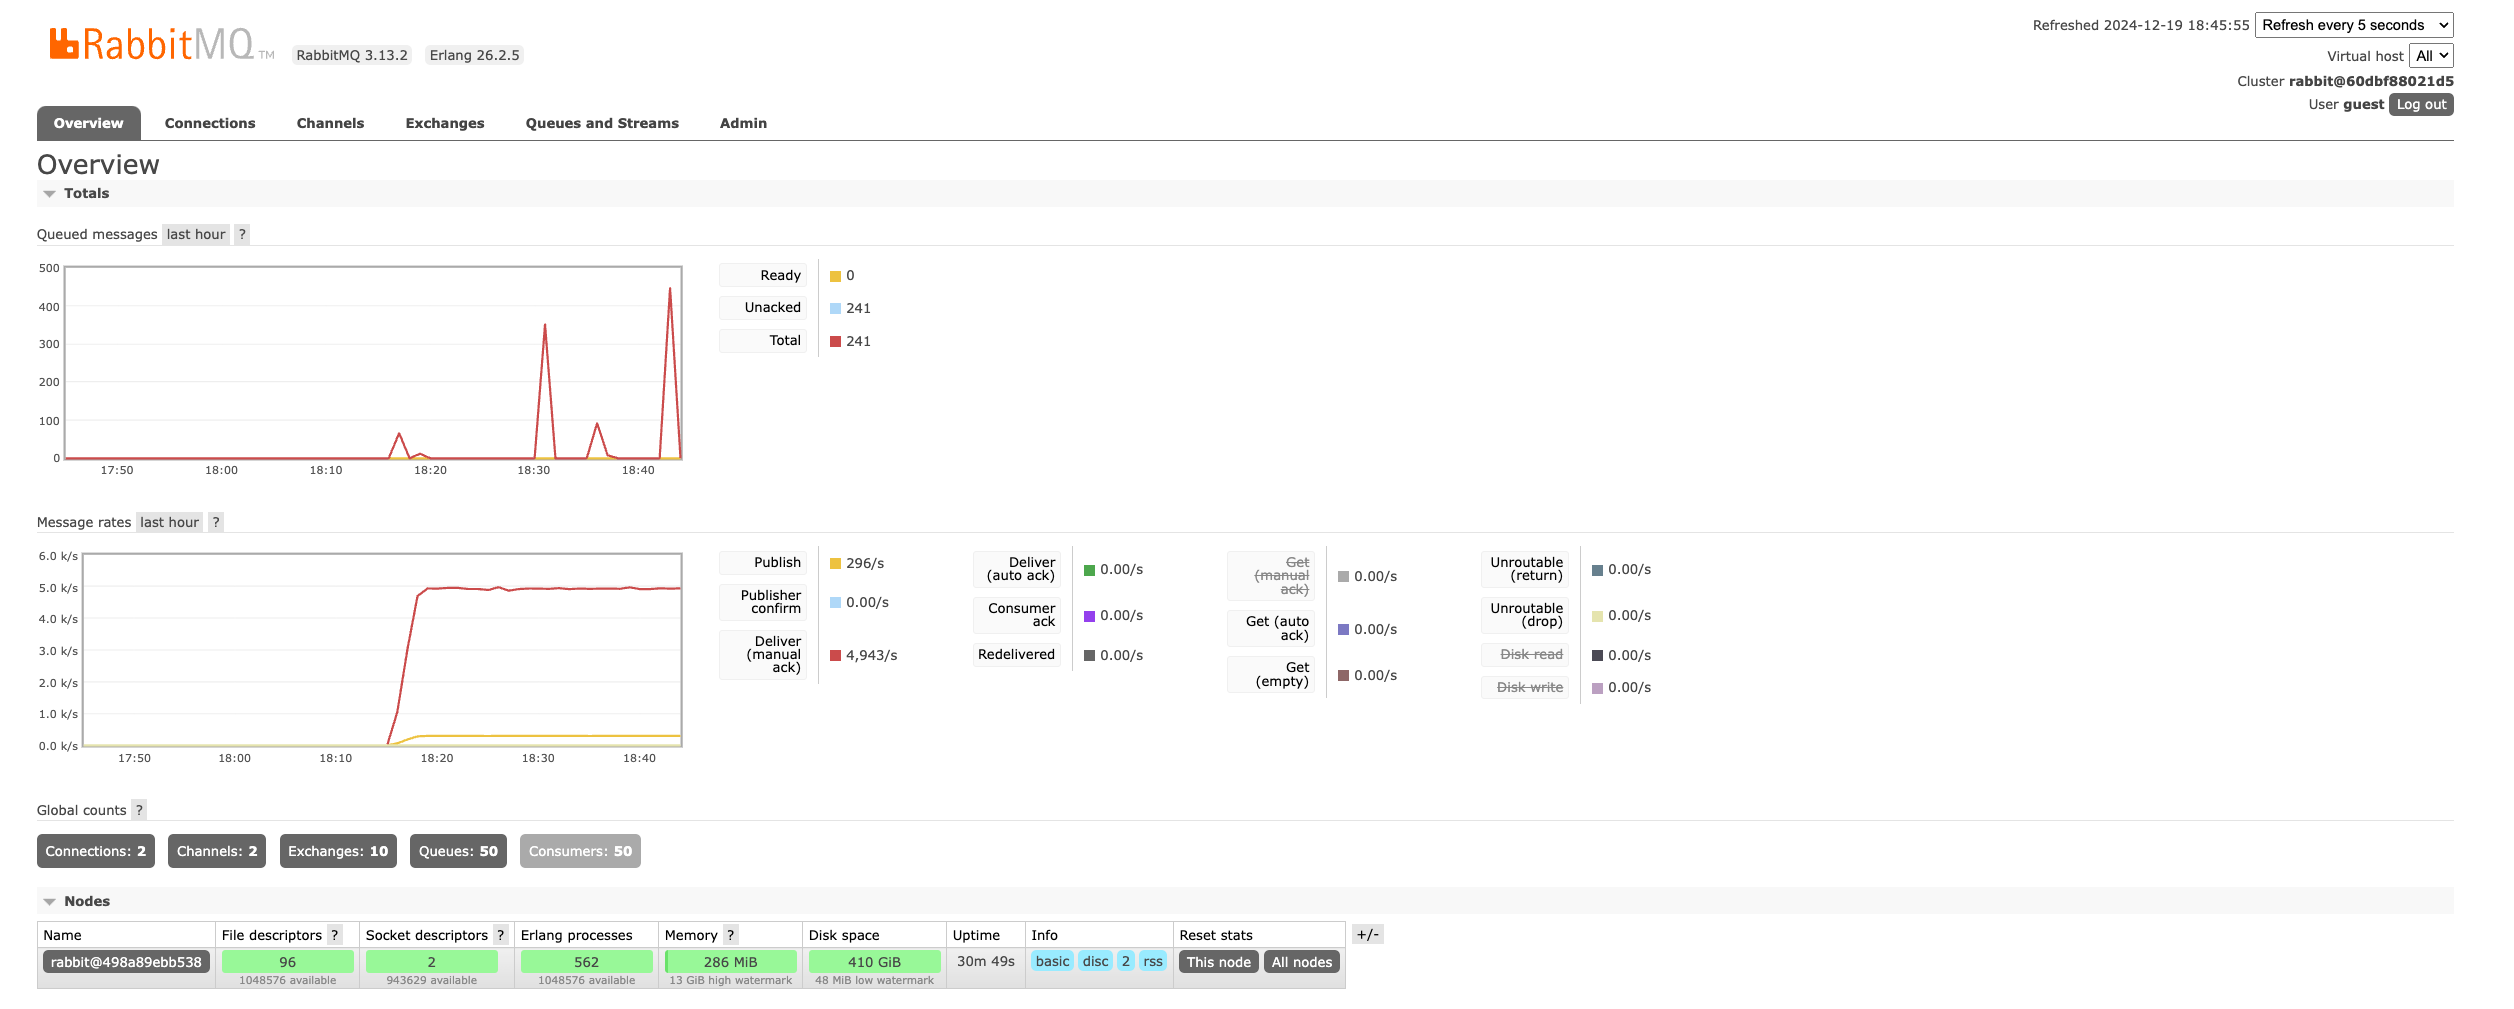 RabbitMQ TM RabbitMQ 3.13.2 Erlang 26.2.5
Refreshed 2024-12-19 18:45:55 Refresh every 5 seconds
Virtual host All
Cluster rabbit@60dbf88021d5
User guest Log out
Overview Connections Channels Exchanges Queues and Streams Admin
Overview
Totals
Queued messages last hour ?
500
400
300
200
100
0
17:50 18:00 18:10 18:20 18:30 18:40
Ready 0
Unacked 241
Total 241
Message rates last hour ?
6.0 k/s
5.0 k/s
4.0 k/s
3.0 k/s
2.0 k/s
1.0 k/s
0.0 k/s
17:50 18:00 18:10 18:20 18:30 18:40
Publish 296/s
Publisher
confirm 0.00/s
Deliver
(manual 4,943/s
ack)
Deliver
(auto ack) 0.00/s
Consumer
ack 0.00/s
Redelivered 0.00/s
Get
(manual 0.00/s
ack)
Get (auto
ack) 0.00/s
Get
(empty) 0.00/s
Unroutable
(return) 0.00/s
Unroutable
(drop) 0.00/s
Disk read 0.00/s
Disk write 0.00/s
Global counts ?
Connections: 2 Channels: 2 Exchanges: 10 Queues: 50 Consumers: 50
Nodes
Name File descriptors ? Socket descriptors ? Erlang processes Memory ? Disk space Uptime Info Reset stats +/-
rabbit@498a89ebb538 96 2 562 286 MiB 410 GiB 30m 49s basic disc 2 rss This node All nodes
1048576 available 943629 available 1048576 available 13 GiB high watermark 48 MiB low watermark